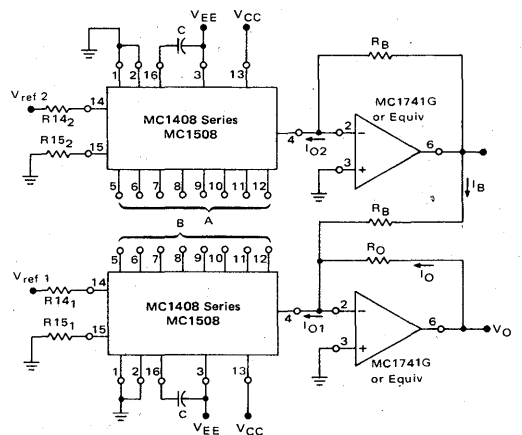 VEE VCC
C
RB
1 2 16 3 13
MC1741G
or Equiv
Vref 2
R14₂
14
MC1408 Series
MC1508
4
IO2
2
6
3
R15₂
15
IB
5 6 7 8 9 10 11 12
A
B
RB
5 6 7 8 9 10 11 12
RO
IO
Vref 1
R14₁
14
MC1408 Series
MC1508
4
IO1
2
6
VO
3
R15₁
15
MC1741G
or Equiv
1 2 16 3 13
C
VEE VCC